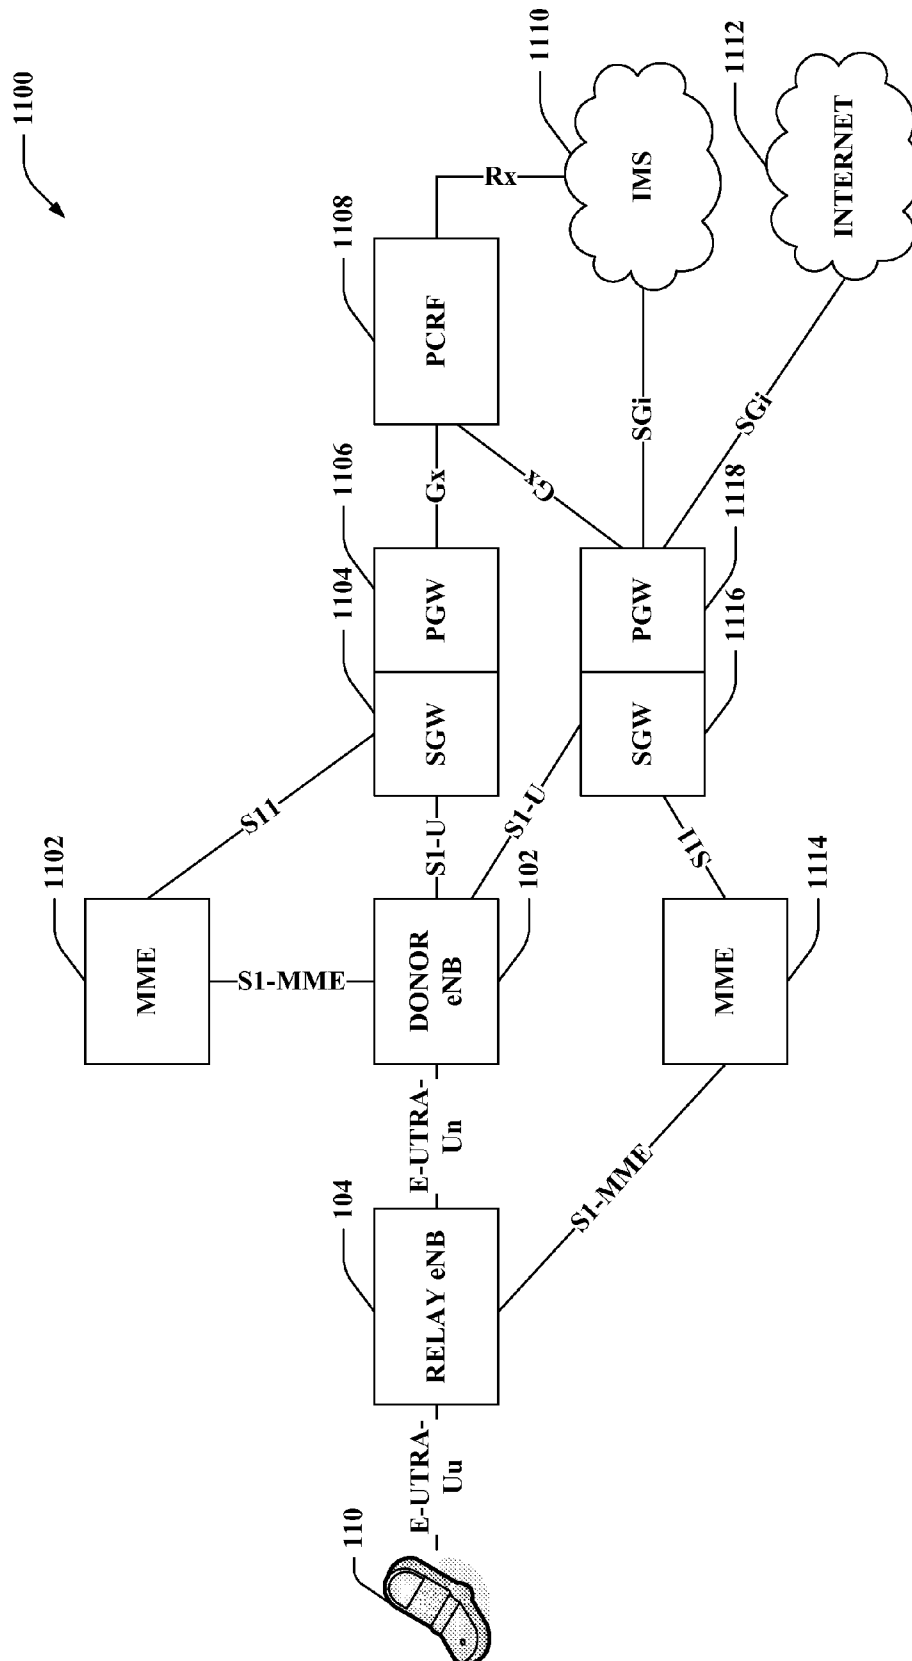 1100
1102
MME
S1-MME
S11
110
E-UTRA-
Uu
104
RELAY eNB
E-UTRA-
Un
DONOR
eNB
102
S1-U
S1-U
1104
SGW
1106
PGW
Gx
1108
PCRF
Gx
Rx
1110
IMS
SGi
1112
INTERNET
SGi
SGW
1116
PGW
1118
S11
MME
1114
S1-MME